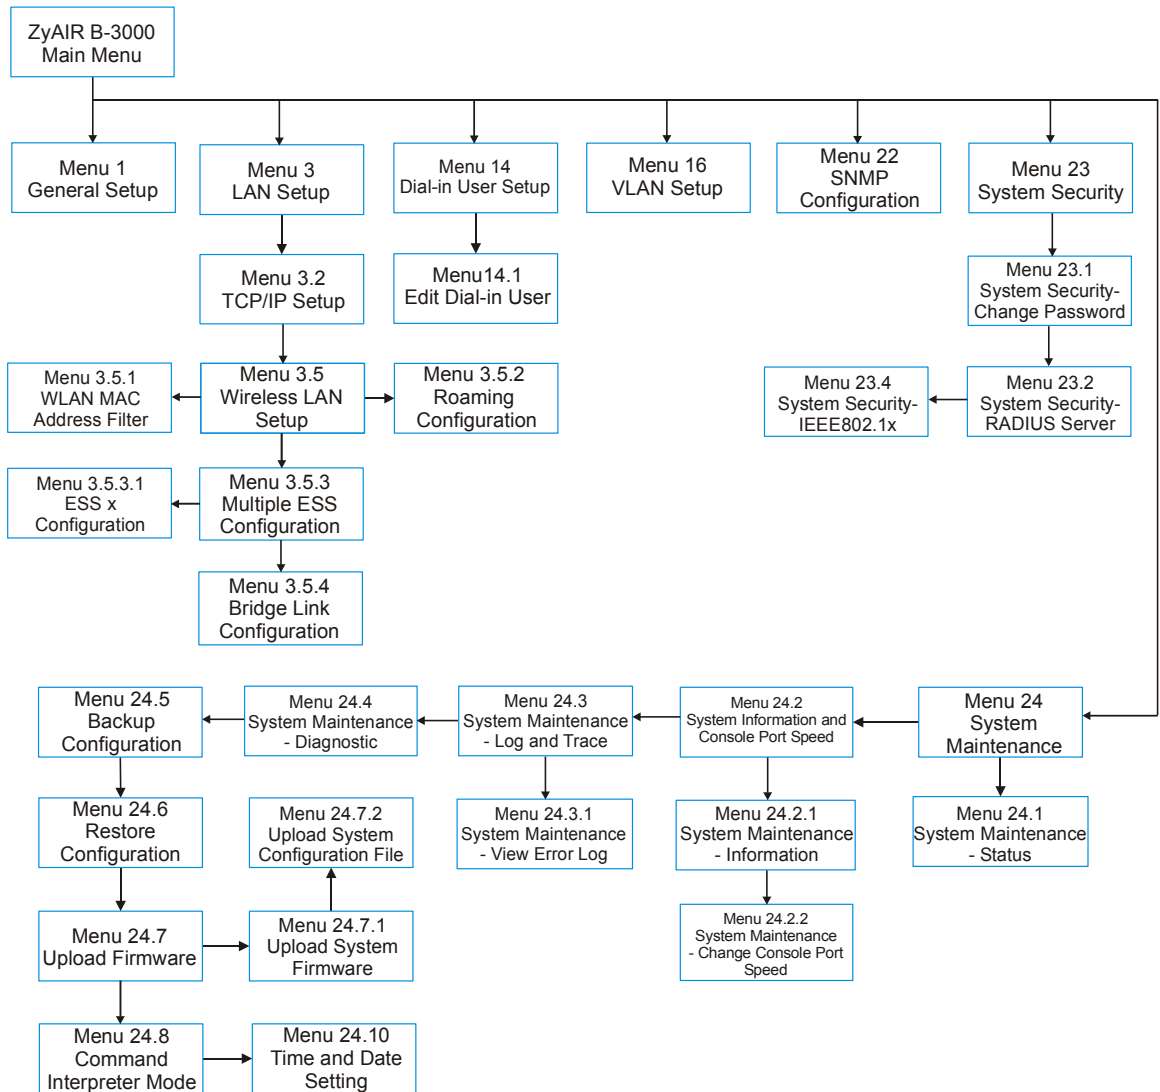 ZyAIR B-3000
Main Menu
Menu 1
General Setup
Menu 3
LAN Setup
Menu 14
Dial-in User Setup
Menu 16
VLAN Setup
Menu 22
SNMP
Configuration
Menu 23
System Security
Menu 3.2
TCP/IP Setup
Menu14.1
Edit Dial-in User
Menu 23.1
System Security-
Change Password
Menu 3.5.1
WLAN MAC
Address Filter
Menu 3.5
Wireless LAN
Setup
Menu 3.5.2
Roaming
Configuration
Menu 23.4
System Security-
IEEE802.1x
Menu 23.2
System Security-
RADIUS Server
Menu 3.5.3.1
ESS x
Configuration
Menu 3.5.3
Multiple ESS
Configuration
Menu 3.5.4
Bridge Link
Configuration
Menu 24.5
Backup
Configuration
Menu 24.4
System Maintenance
- Diagnostic
Menu 24.3
System Maintenance
- Log and Trace
Menu 24.2
System Information and
Console Port Speed
Menu 24
System
Maintenance
Menu 24.6
Restore
Configuration
Menu 24.7.2
Upload System
Configuration File
Menu 24.3.1
System Maintenance
- View Error Log
Menu 24.2.1
System Maintenance
- Information
Menu 24.1
System Maintenance
- Status
Menu 24.7
Upload Firmware
Menu 24.7.1
Upload System
Firmware
Menu 24.2.2
System Maintenance
- Change Console Port
Speed
Menu 24.8
Command
Interpreter Mode
Menu 24.10
Time and Date
Setting